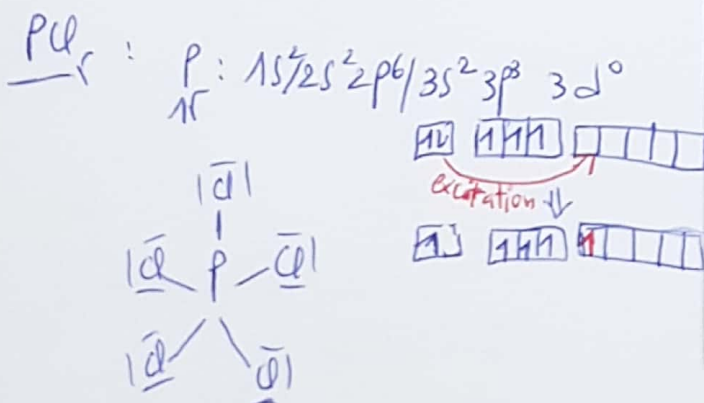 PCl₅ : P : 1s²/2s² 2p⁶/3s² 3p³ 3d⁰
15
excitation
|Cl|
|Cl P Cl|
|Cl Cl|